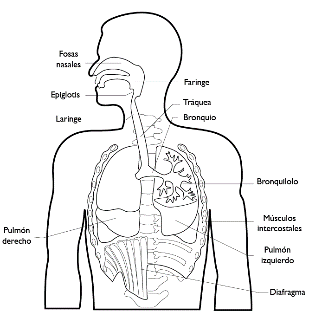 Fosas
nasales
Epiglotis
Laringe
Faringe
Tráquea
Bronquio
Bronquiolo
Músculos
intercostales
Pulmón
derecho
Pulmón
izquierdo
Diafragma